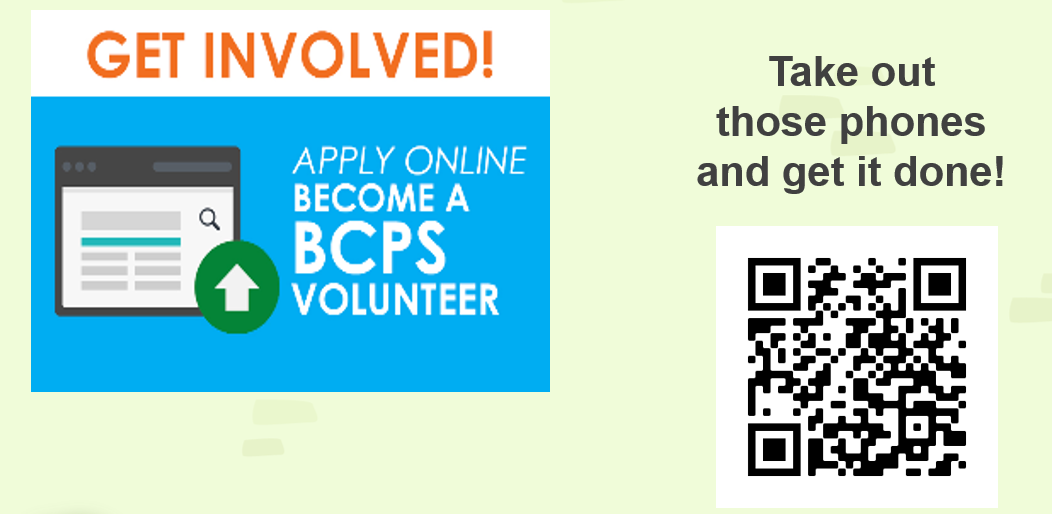 GET INVOLVED!
APPLY ONLINE
BECOME A
BCPS
VOLUNTEER
Take out
those phones
and get it done!